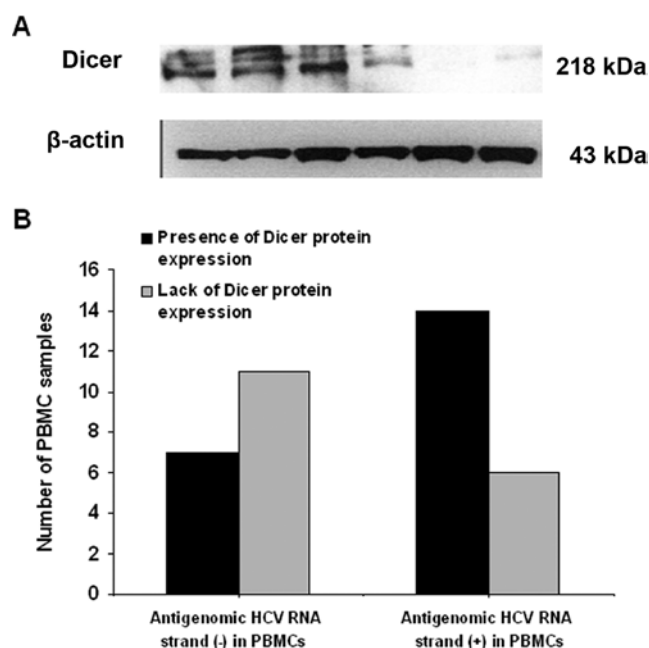 A
Dicer
218 kDa
β-actin
43 kDa
B
Presence of Dicer protein
expression
Lack of Dicer protein
expression
Number of PBMC samples
16
14
12
10
8
6
4
2
0
Antigenomic HCV RNA
strand (-) in PBMCs
Antigenomic HCV RNA
strand (+) in PBMCs